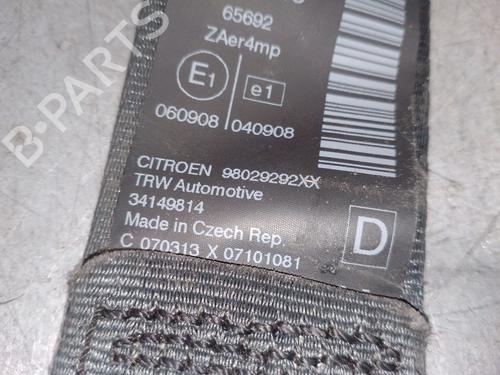 65692
ZAer4mp
E1 e1
060908 040908
CITROEN 98029292XX
TRW Automotive
34149814
Made in Czech Rep.
D
C 070313 X 07101081
B-PARTS